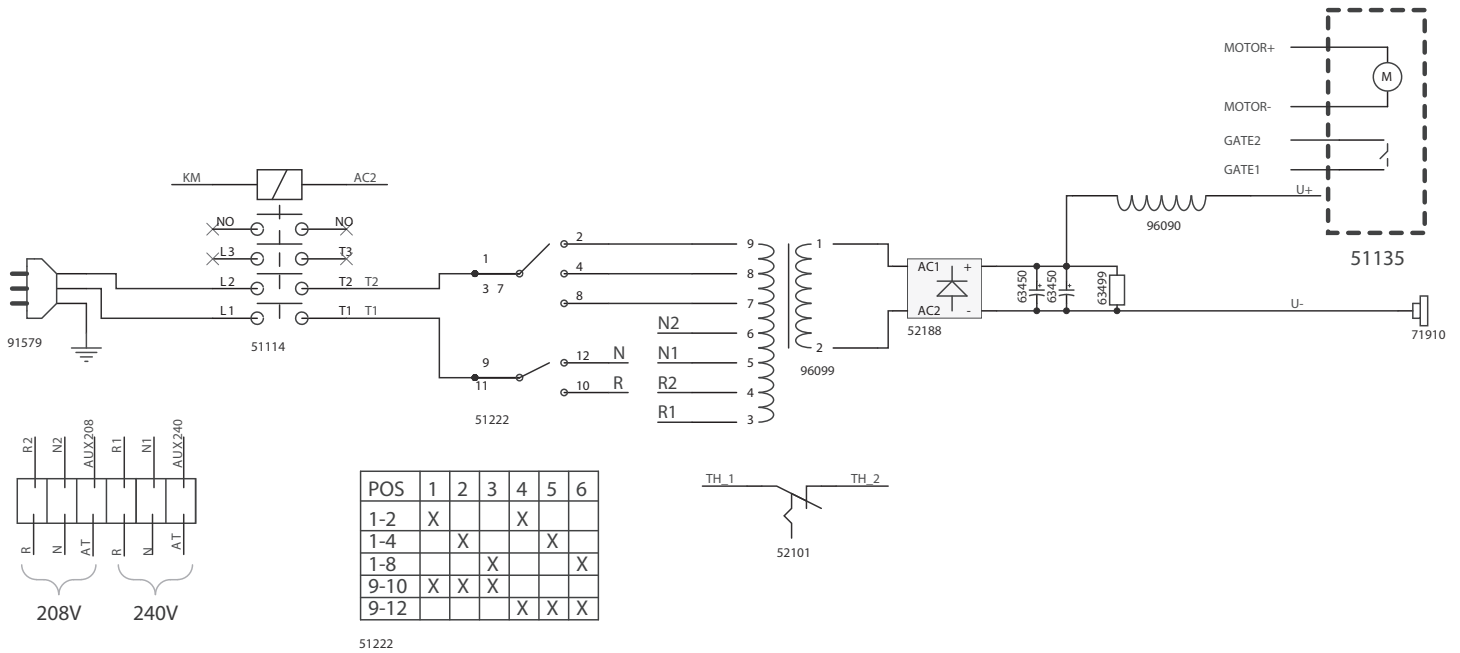 MOTOR+
M
MOTOR-
GATE2
GATE1
U+
96090
51135
KM
AC2
NO
NO
L3
T3
L2
T2
T2
L1
T1
T1
91579
51114
1
3 7
2
4
8
9
11
12
N
10
R
51222
9
8
7
N2
6
N1
5
R2
4
R1
3
1
2
96099
AC1
+
AC2
-
52188
63450
+
63450
+
63499
U-
71910
R2
N2
AUX208
R1
N1
AUX240
R
N
AT
R
N
AT
208V
240V
POS 1 2 3 4 5 6
1-2 X X
1-4 X X
1-8 X X
9-10 X X X
9-12 X X X
51222
TH_1
TH_2
52101